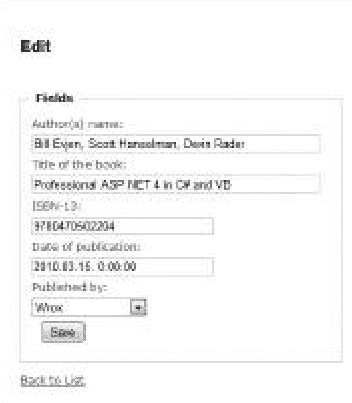 Edit
Fields
Author(s) name:
Bill Evjen, Scott Hanselman, Devin Rader
Title of the book:
Professional ASP.NET 4 in C# and VB
ISBN-13:
9780470502204
Date of publication:
2010.03.15. 0:00:00
Published by:
Wrox
Save
Back to List